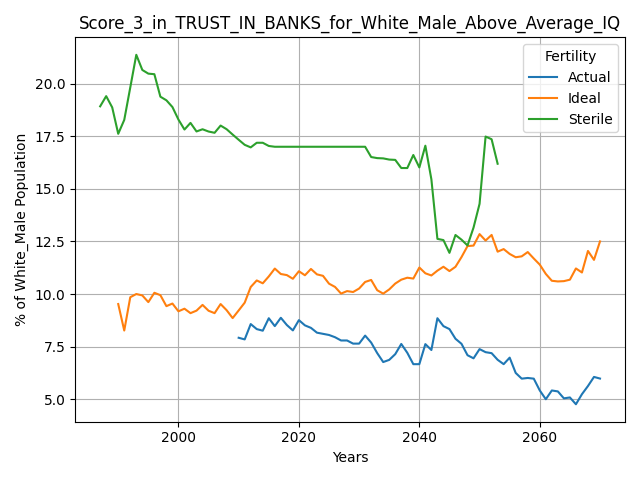 Score_3_in_TRUST_IN_BANKS_for_White_Male_Above_Average_IQ
Fertility
Actual
Ideal
Sterile
% of White_Male Population
20.0
17.5
15.0
12.5
10.0
7.5
5.0
2000
2020
2040
2060
Years